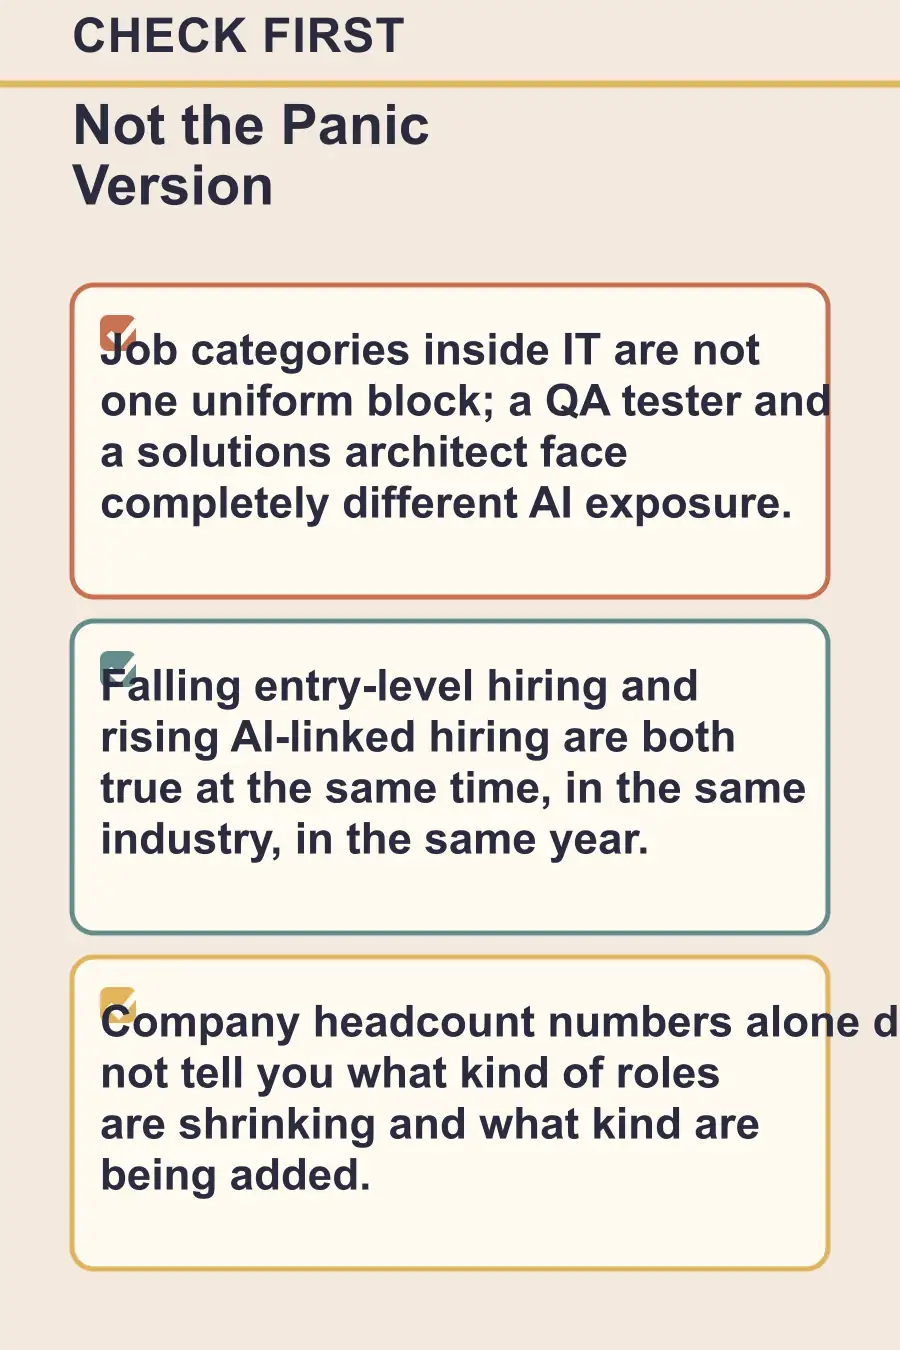 CHECK FIRST
Not the Panic
Version
Job categories inside IT are not
one uniform block; a QA tester and
a solutions architect face
completely different AI exposure.
Falling entry-level hiring and
rising AI-linked hiring are both
true at the same time, in the same
industry, in the same year.
Company headcount numbers alone
not tell you what kind of roles
are shrinking and what kind are
being added.